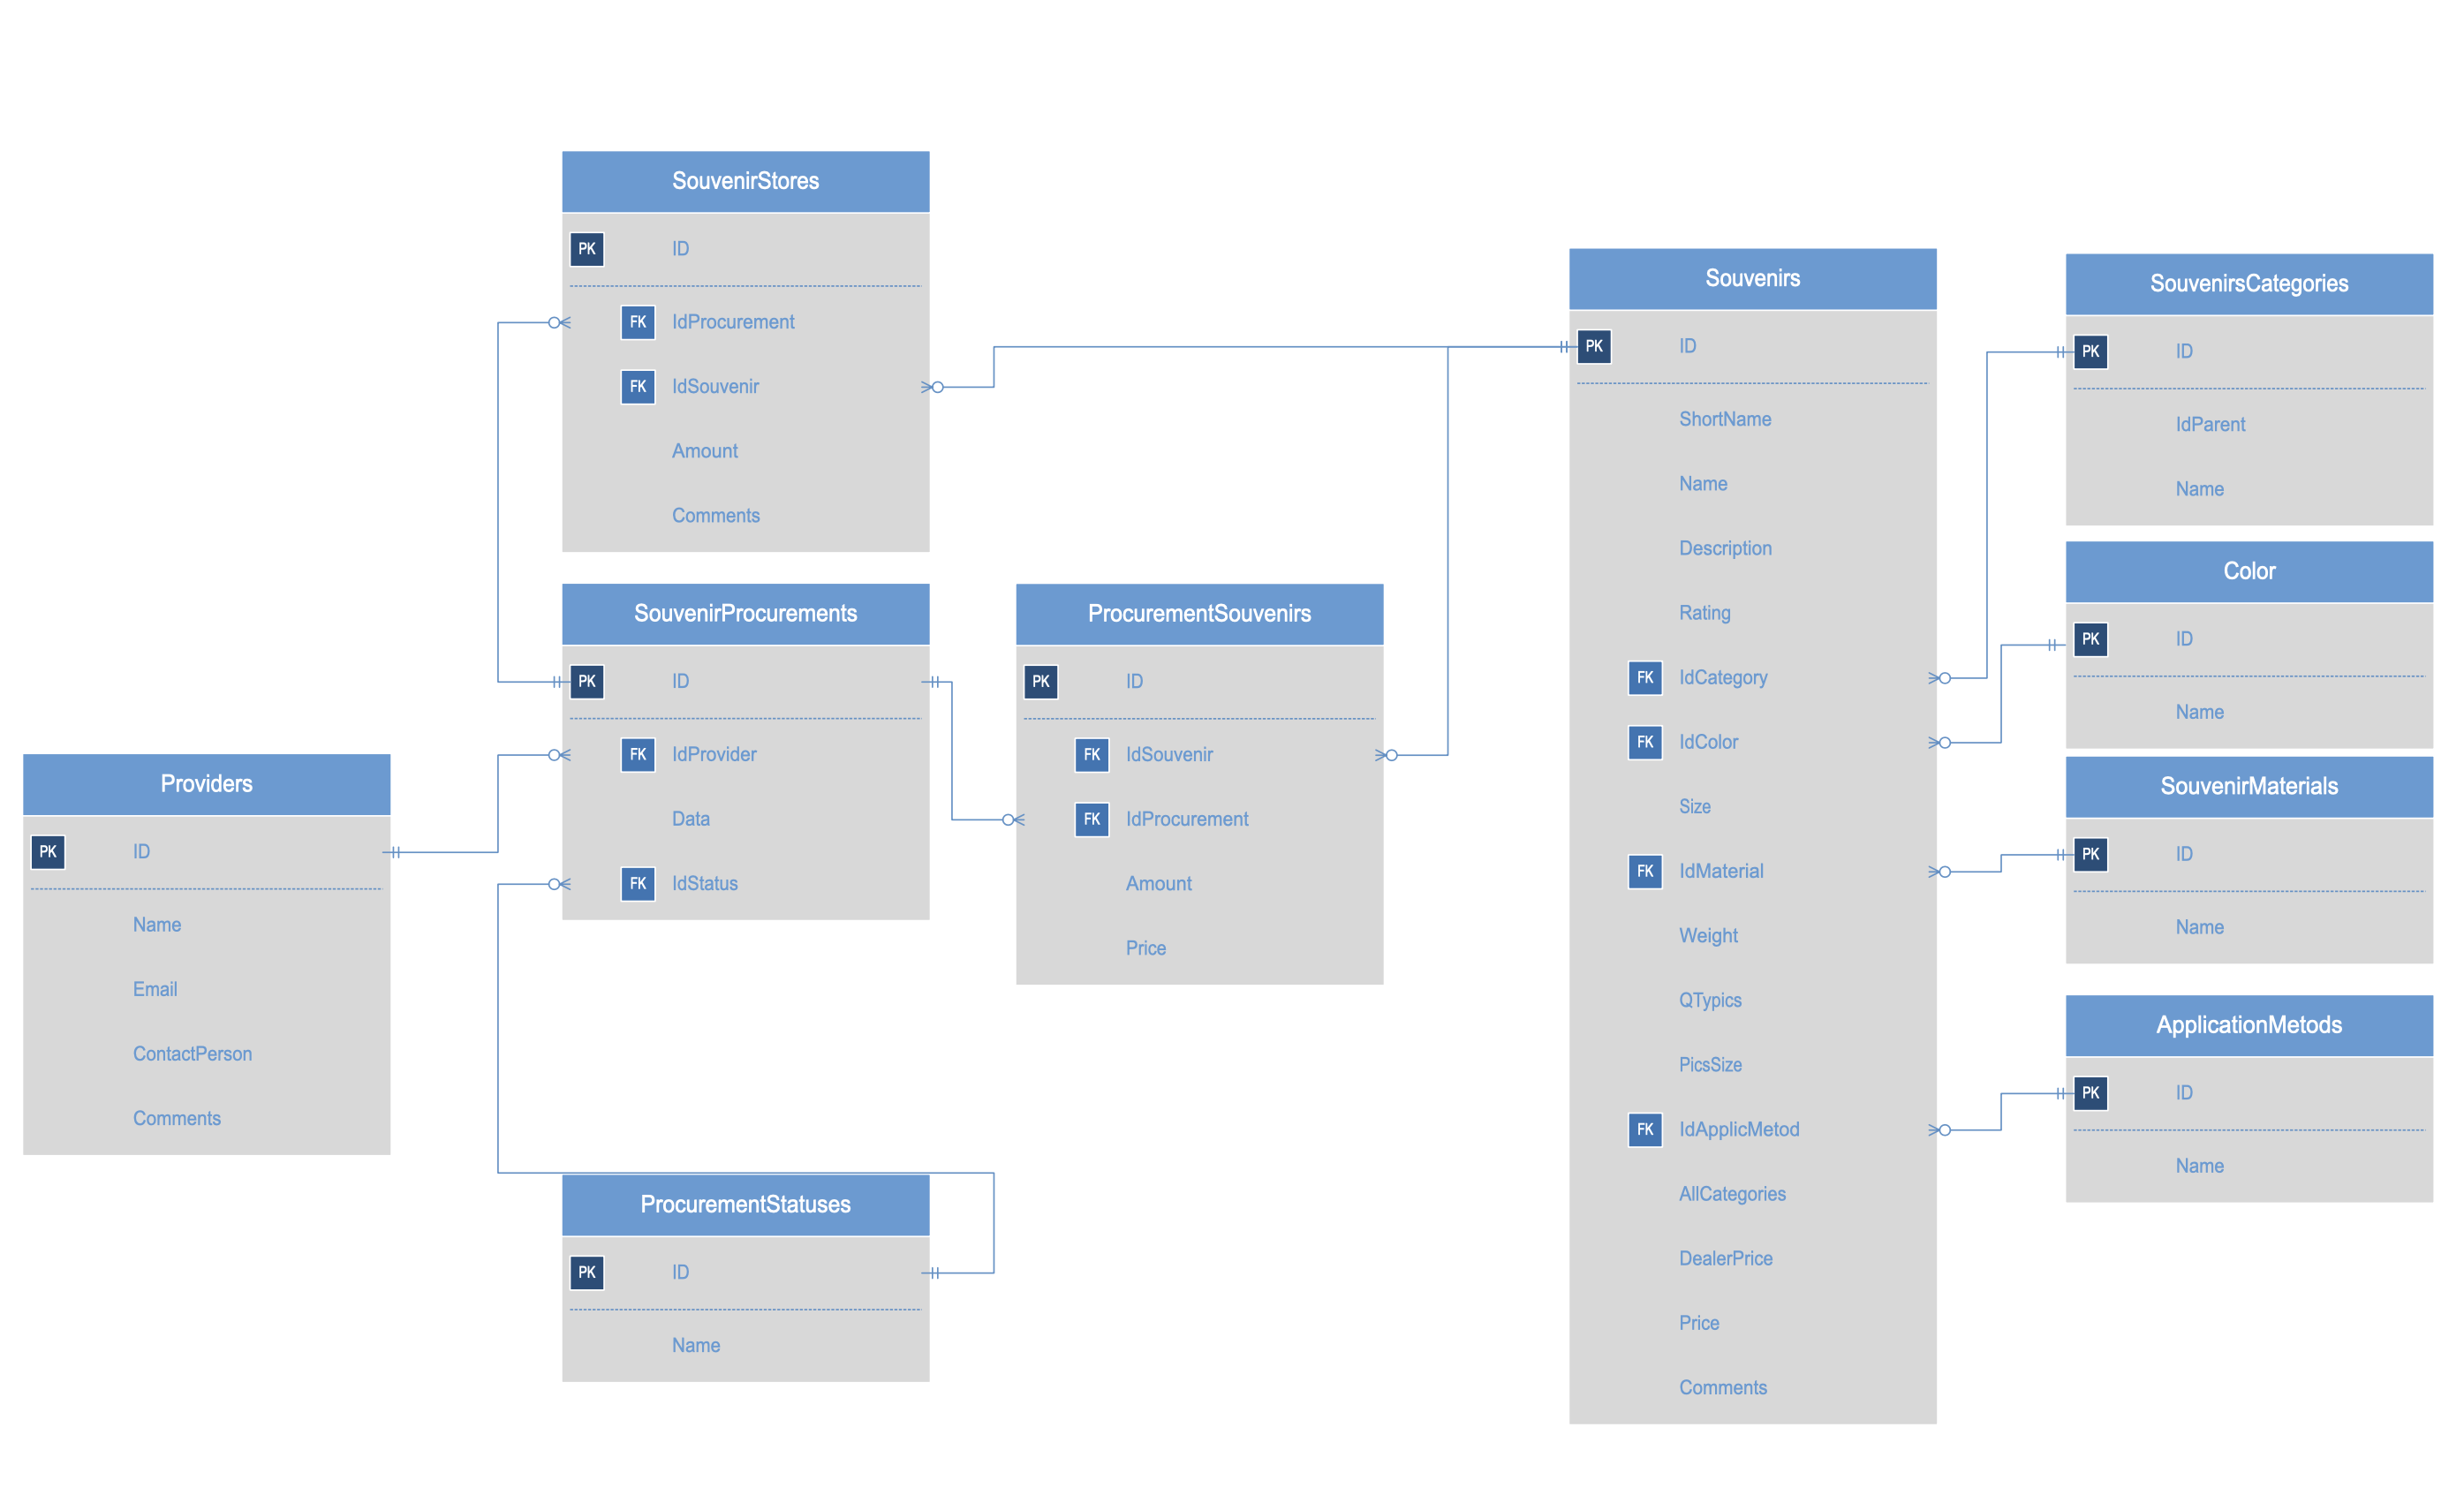 SouvenirStores
PK ID
FK IdProcurement
FK IdSouvenir
Amount
Comments
SouvenirProcurements
PK ID
FK IdProvider
Data
FK IdStatus
ProcurementSouvenirs
PK ID
FK IdSouvenir
FK IdProcurement
Amount
Price
Providers
PK ID
Name
Email
ContactPerson
Comments
ProcurementStatuses
PK ID
Name
Souvenirs
PK ID
ShortName
Name
Description
Rating
FK IdCategory
FK IdColor
Size
FK IdMaterial
Weight
QTypics
PicsSize
FK IdApplicMetod
AllCategories
DealerPrice
Price
Comments
SouvenirsCategories
PK ID
IdParent
Name
Color
PK ID
Name
SouvenirMaterials
PK ID
Name
ApplicationMetods
PK ID
Name